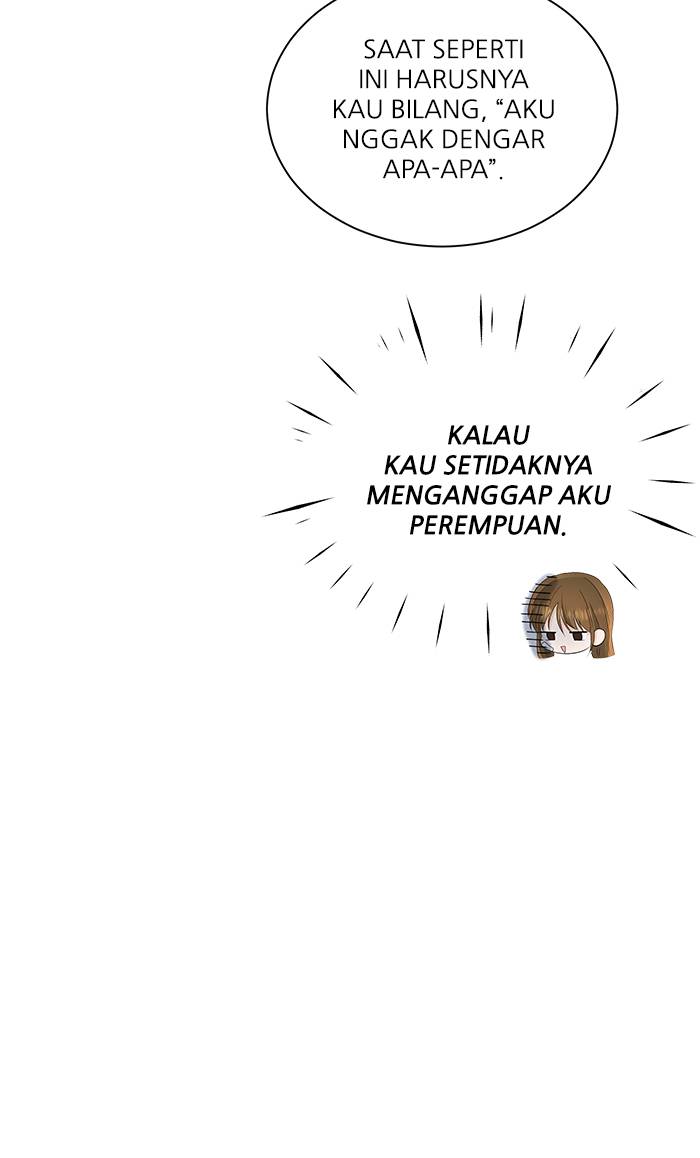 SAAT SEPERTI
INI HARUSNYA
KAU BILANG, “AKU
NGGAK DENGAR
APA-APA”.
KALAU
KAU SETIDAKNYA
MENGANGGAP AKU
PEREMPUAN.